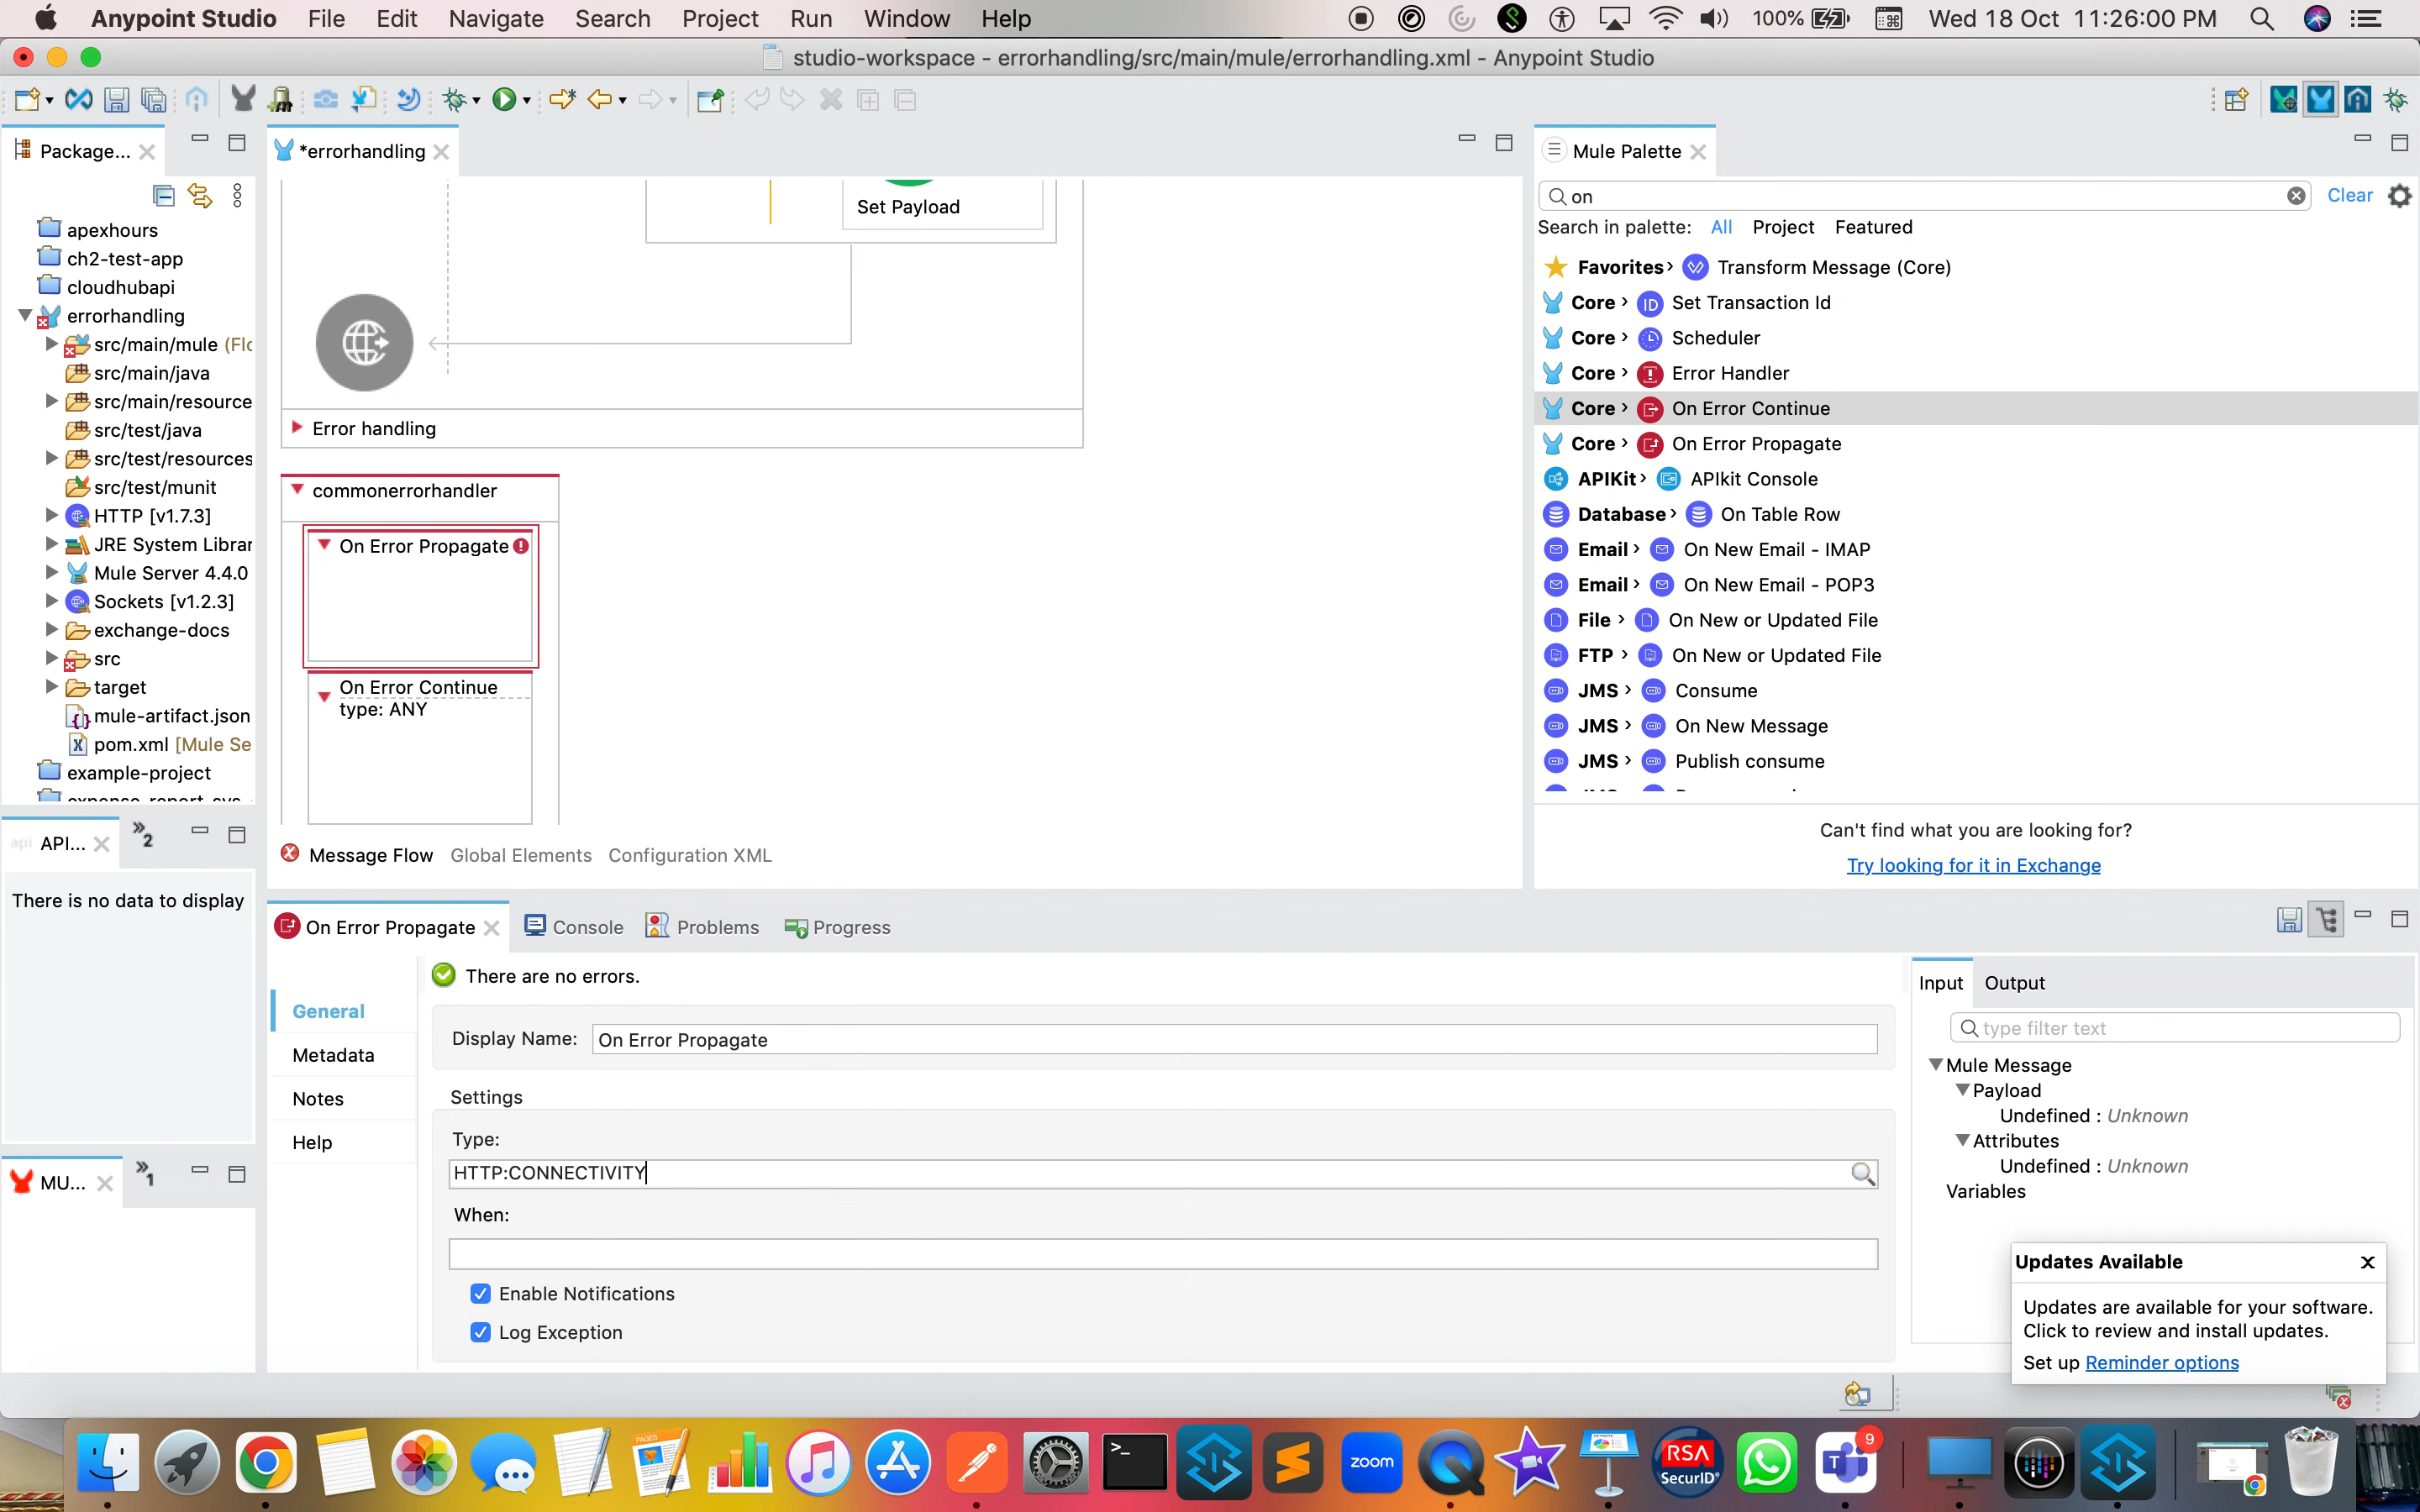 Anypoint Studio File Edit Navigate Search Project Run Window Help 100% Wed 18 Oct 11:26:00 PM
studio-workspace - errorhandling/src/main/mule/errorhandling.xml - Anypoint Studio
Package...
apexhours
ch2-test-app
cloudhubapi
errorhandling
src/main/mule (Flo
src/main/java
src/main/resource
src/test/java
src/test/resources
src/test/munit
HTTP [v1.7.3]
JRE System Librar
Mule Server 4.4.0
Sockets [v1.2.3]
exchange-docs
src
target
mule-artifact.json
pom.xml [Mule Se
example-project
API...
2
There is no data to display
MU...
1
*errorhandling
Set Payload
Error handling
commonerrorhandler
On Error Propagate
On Error Continue
type: ANY
Message Flow Global Elements Configuration XML
Mule Palette
on
Clear
Search in palette: All Project Featured
Favorites> Transform Message (Core)
Core > ID Set Transaction Id
Core > Scheduler
Core > Error Handler
Core > On Error Continue
Core > On Error Propagate
APIKit> APIkit Console
Database> On Table Row
Email> On New Email - IMAP
Email> On New Email - POP3
File > On New or Updated File
FTP > On New or Updated File
JMS > Consume
JMS > On New Message
JMS > Publish consume
Can't find what you are looking for?
Try looking for it in Exchange
On Error Propagate Console Problems Progress
General
Metadata
Notes
Help
There are no errors.
Display Name: On Error Propagate
Settings
Type:
HTTP:CONNECTIVITY
When:
Enable Notifications
Log Exception
Input Output
type filter text
Mule Message
Payload
Undefined : Unknown
Attributes
Undefined : Unknown
Variables
Updates Available x
Updates are available for your software.
Click to review and install updates.
Set up Reminder options
PAGES
zoom
RSA
SecurID®
T
9